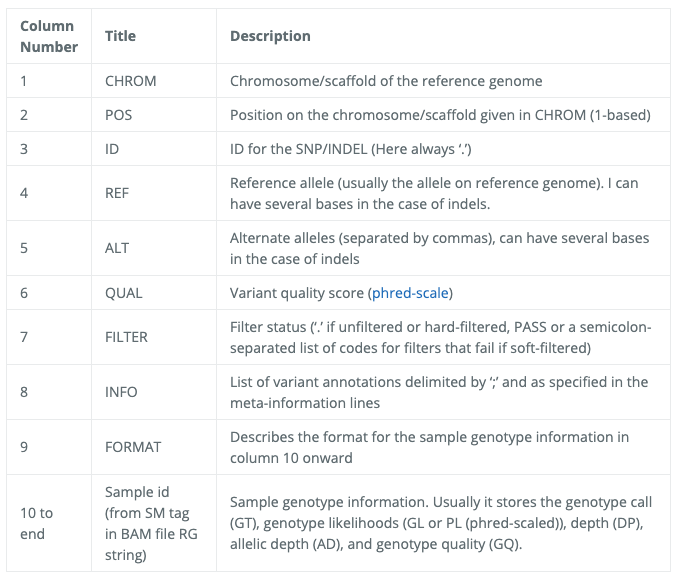 Column
Number
Title
Description
1
CHROM
Chromosome/scaffold of the reference genome
2
POS
Position on the chromosome/scaffold given in CHROM (1-based)
3
ID
ID for the SNP/INDEL (Here always ‘.’)
4
REF
Reference allele (usually the allele on reference genome). I can
have several bases in the case of indels.
5
ALT
Alternate alleles (separated by commas), can have several bases
in the case of indels
6
QUAL
Variant quality score (phred-scale)
7
FILTER
Filter status (‘.’ if unfiltered or hard-filtered, PASS or a semicolon-
separated list of codes for filters that fail if soft-filtered)
8
INFO
List of variant annotations delimited by ‘;’ and as specified in the
meta-information lines
9
FORMAT
Describes the format for the sample genotype information in
column 10 onward
10 to
end
Sample id
(from SM tag
in BAM file RG
string)
Sample genotype information. Usually it stores the genotype call
(GT), genotype likelihoods (GL or PL (phred-scaled)), depth (DP),
allelic depth (AD), and genotype quality (GQ).